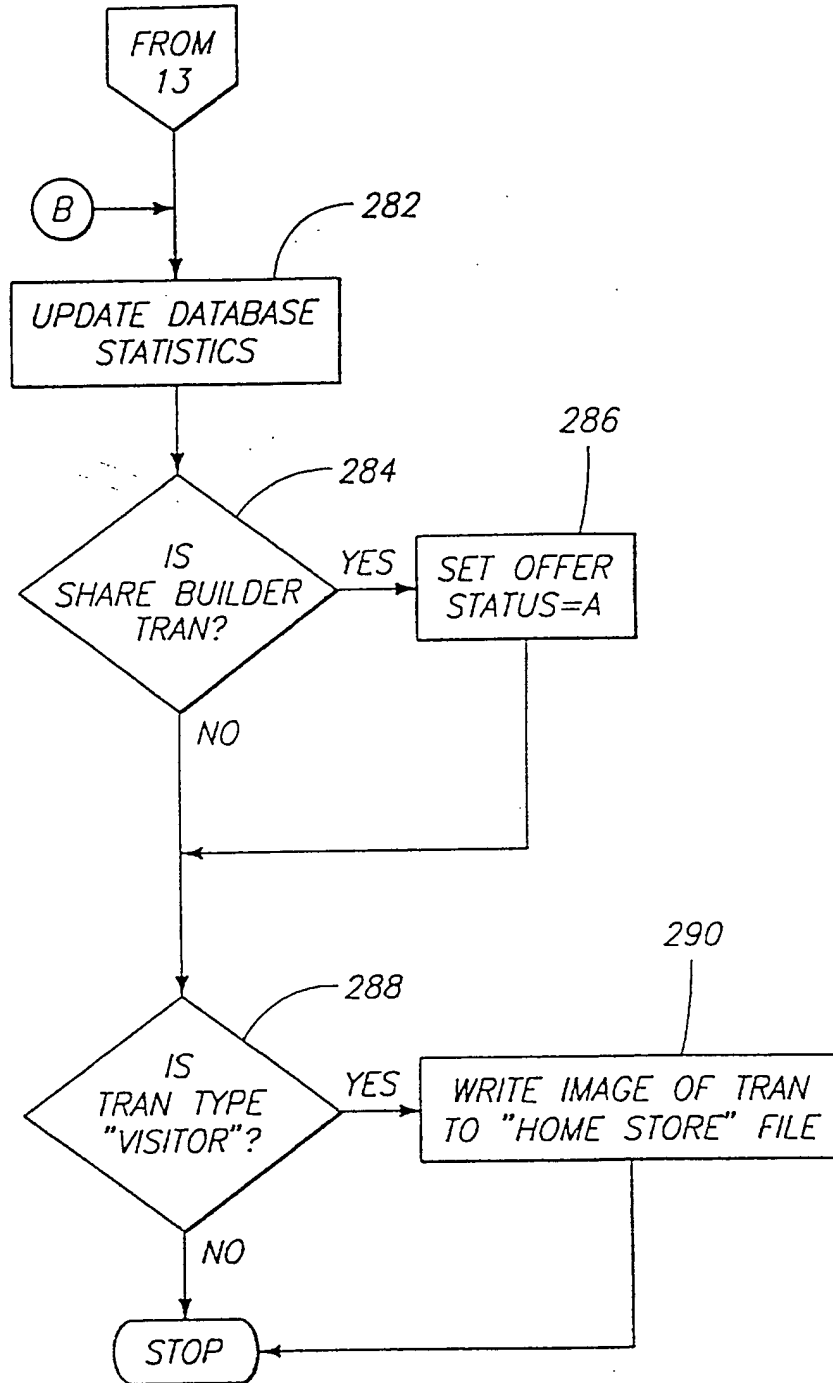 FROM
13
B
282
UPDATE DATABASE
STATISTICS
284
286
IS
SHARE BUILDER
TRAN?
YES
SET OFFER
STATUS=A
NO
288
290
IS
TRAN TYPE
"VISITOR"?
YES
WRITE IMAGE OF TRAN
TO "HOME STORE" FILE
NO
STOP